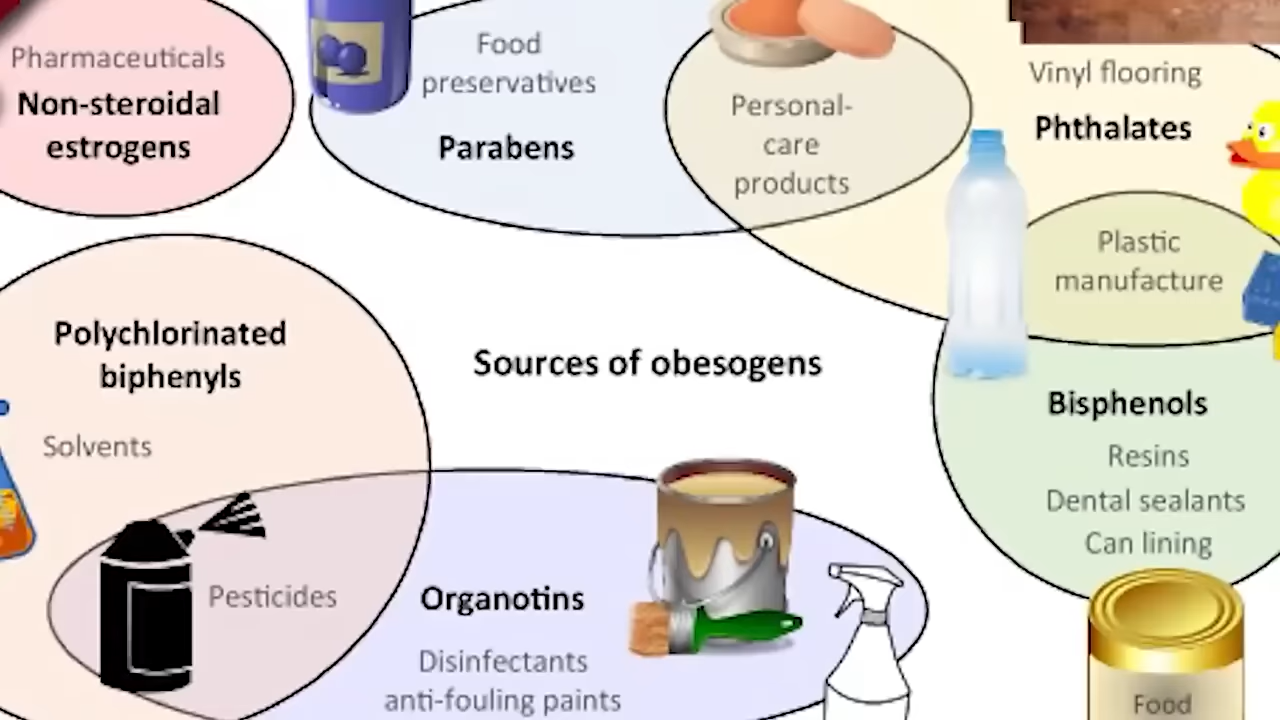 Pharmaceuticals
Non-steroidal
estrogens
Food
preservatives
Parabens
Personal-
care
products
Vinyl flooring
Phthalates
Plastic
manufacture
Polychlorinated
biphenyls
Solvents
Sources of obesogens
Bisphenols
Resins
Dental sealants
Can lining
Pesticides
Organotins
Disinfectants
anti-fouling paints
Food